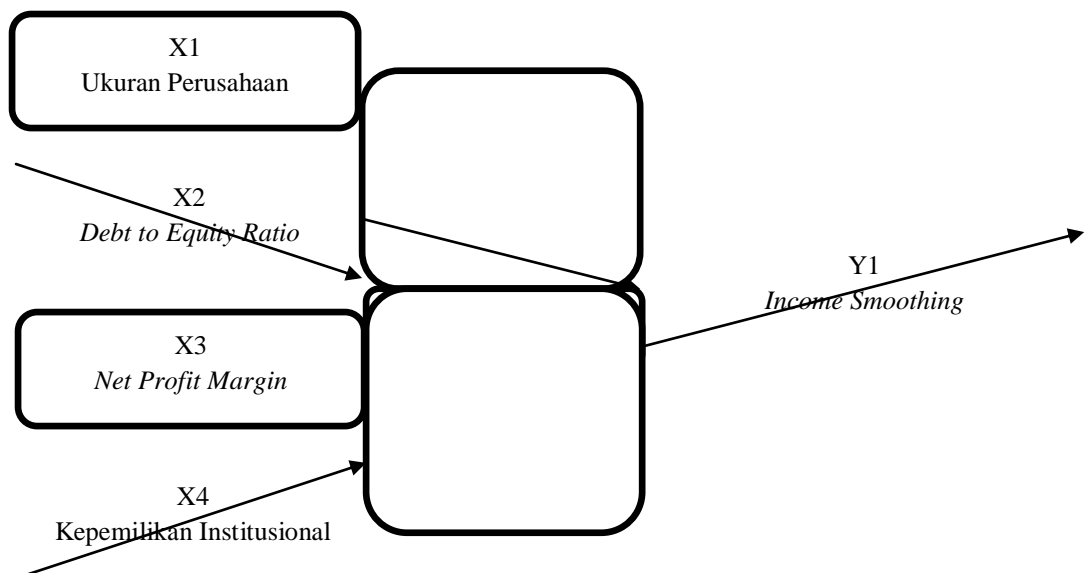 X1
Ukuran Perusahaan
X2
Debt to Equity Ratio
Y1
Income Smoothing
X3
Net Profit Margin
X4
Kepemilikan Institusional